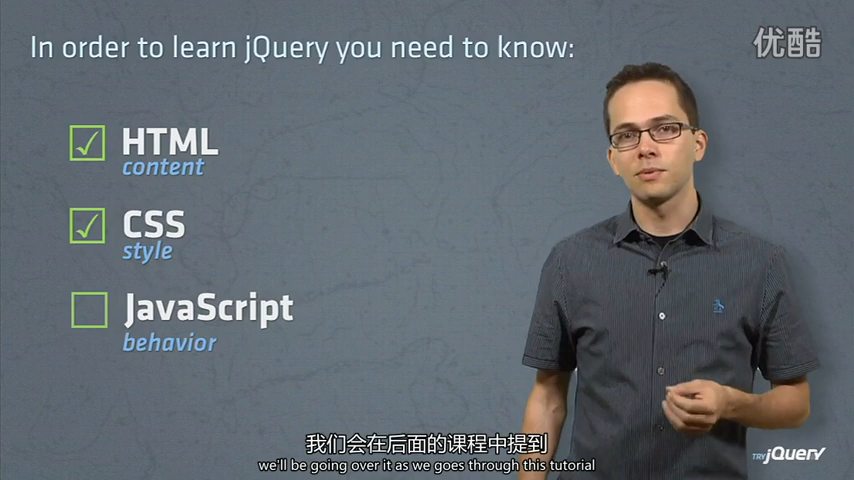 In order to learn jQuery you need to know:
优酷
HTML
content
CSS
style
JavaScript
behavior
我们会在后面的课程中提到
we'll be going over it as we goes through this tutorial
TRY jQUERY